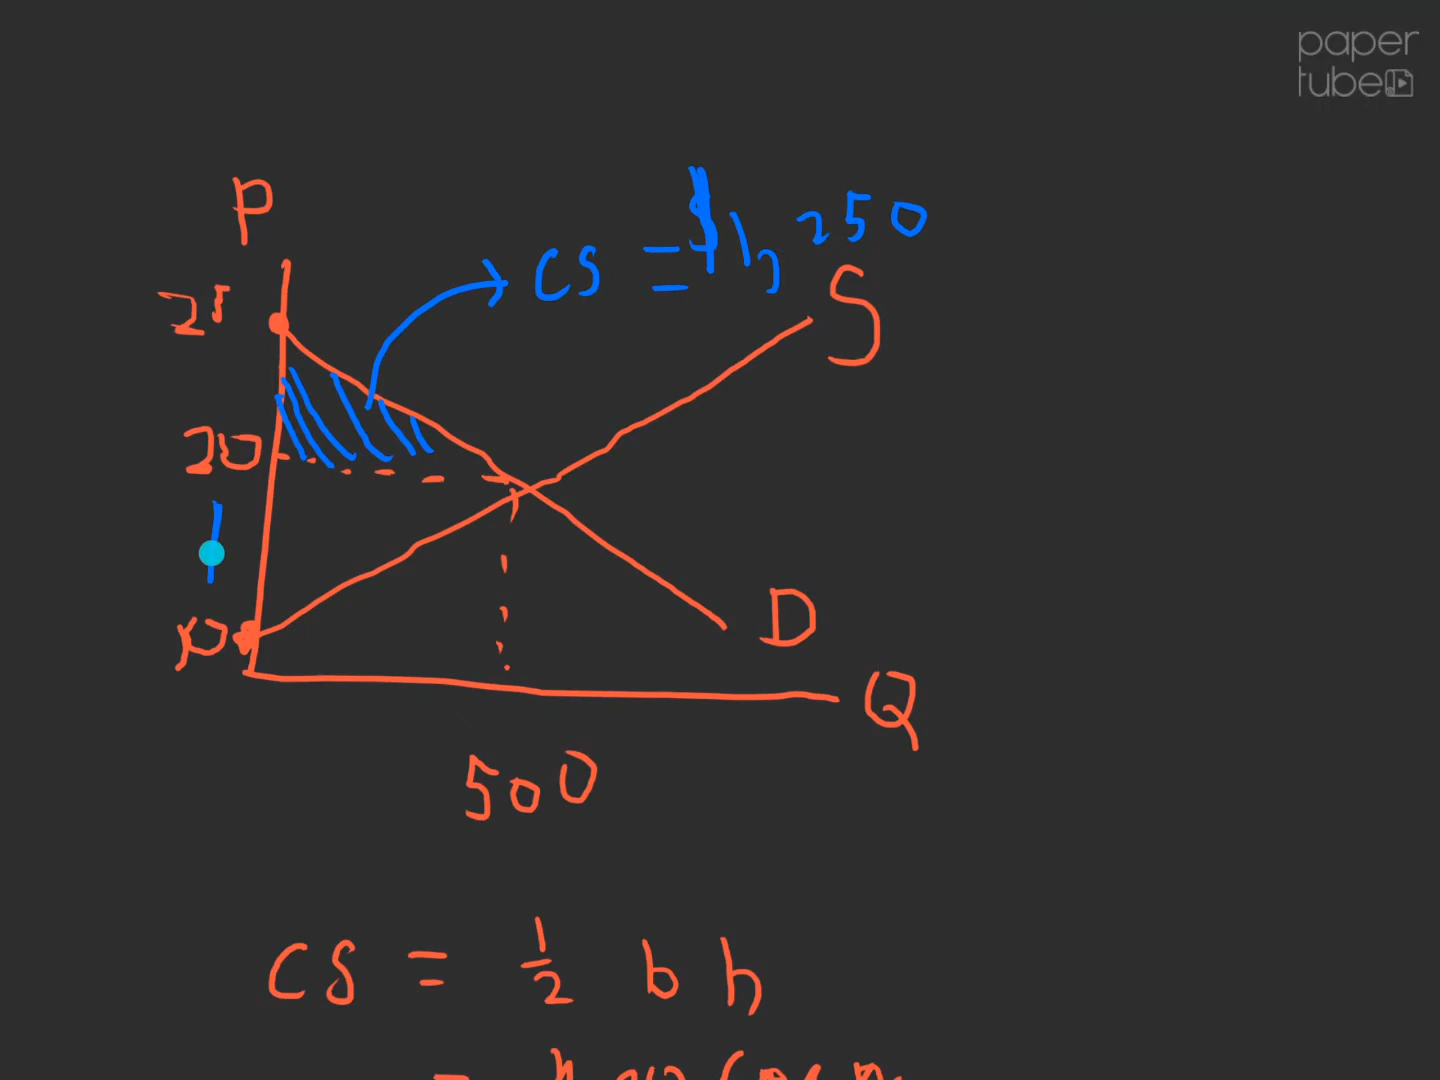 paper
tube
P
CS = $1,250
25
S
20
10
D
Q
500
CS = 1/2 b h